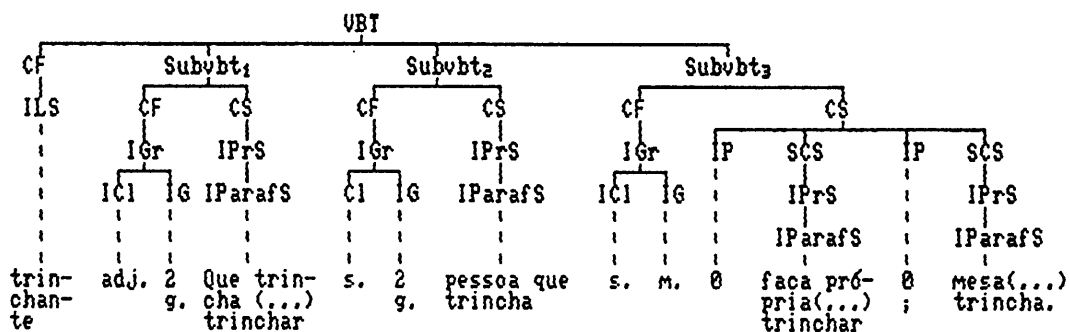 VBT
CF Subvbt1 Subvbt2 Subvbt3
ILS CF CS CF CS CF CS
IGr IPrS IGr IPrS IGr IP SCS IP SCS
ICl IG IParafS Cl IG IParafS ICl IG IPrS IPrS
IParafS IParafS
trin- adj. 2 Que trin- s. 2 pessoa que s. m. 0 faca pró- 0 mesa(...)
chan- g. cha (...) g. trincha pria(...) ; trincha.
te trinchar trinchar